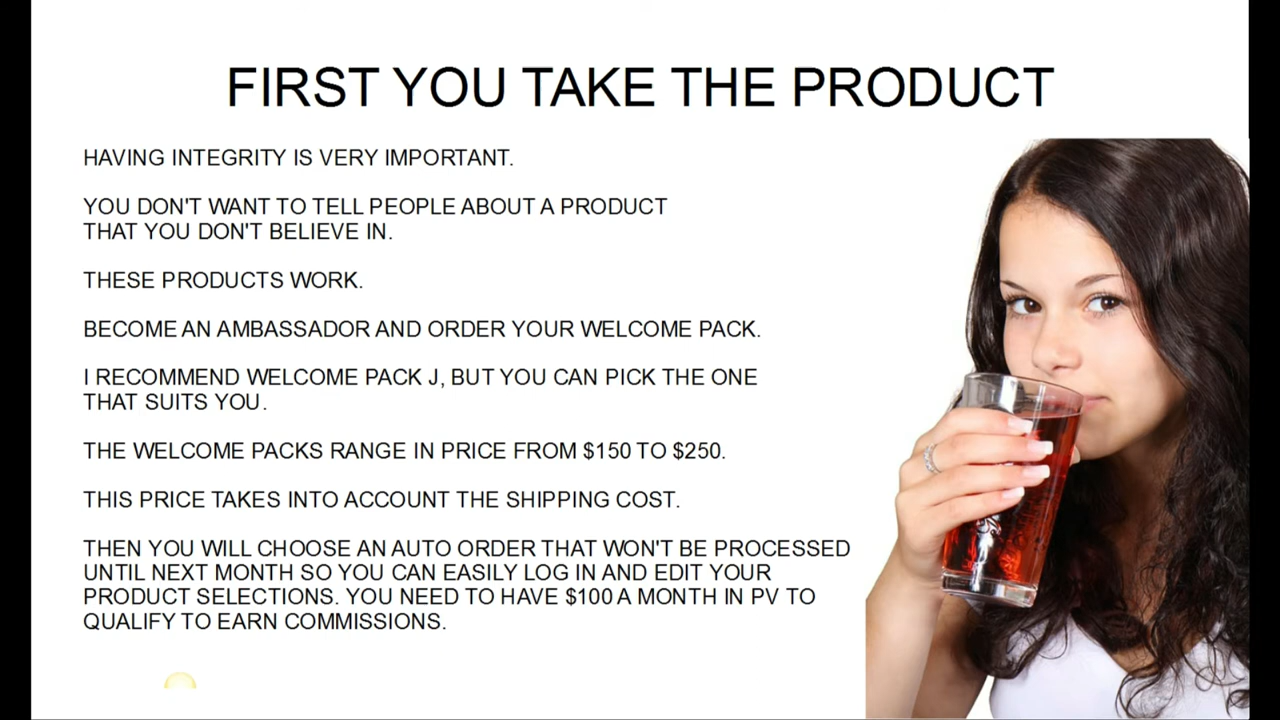 FIRST YOU TAKE THE PRODUCT
HAVING INTEGRITY IS VERY IMPORTANT.
YOU DON'T WANT TO TELL PEOPLE ABOUT A PRODUCT
THAT YOU DON'T BELIEVE IN.
THESE PRODUCTS WORK.
BECOME AN AMBASSADOR AND ORDER YOUR WELCOME PACK.
I RECOMMEND WELCOME PACK J, BUT YOU CAN PICK THE ONE
THAT SUITS YOU.
THE WELCOME PACKS RANGE IN PRICE FROM $150 TO $250.
THIS PRICE TAKES INTO ACCOUNT THE SHIPPING COST.
THEN YOU WILL CHOOSE AN AUTO ORDER THAT WON'T BE PROCESSED
UNTIL NEXT MONTH SO YOU CAN EASILY LOG IN AND EDIT YOUR
PRODUCT SELECTIONS. YOU NEED TO HAVE $100 A MONTH IN PV TO
QUALIFY TO EARN COMMISSIONS.